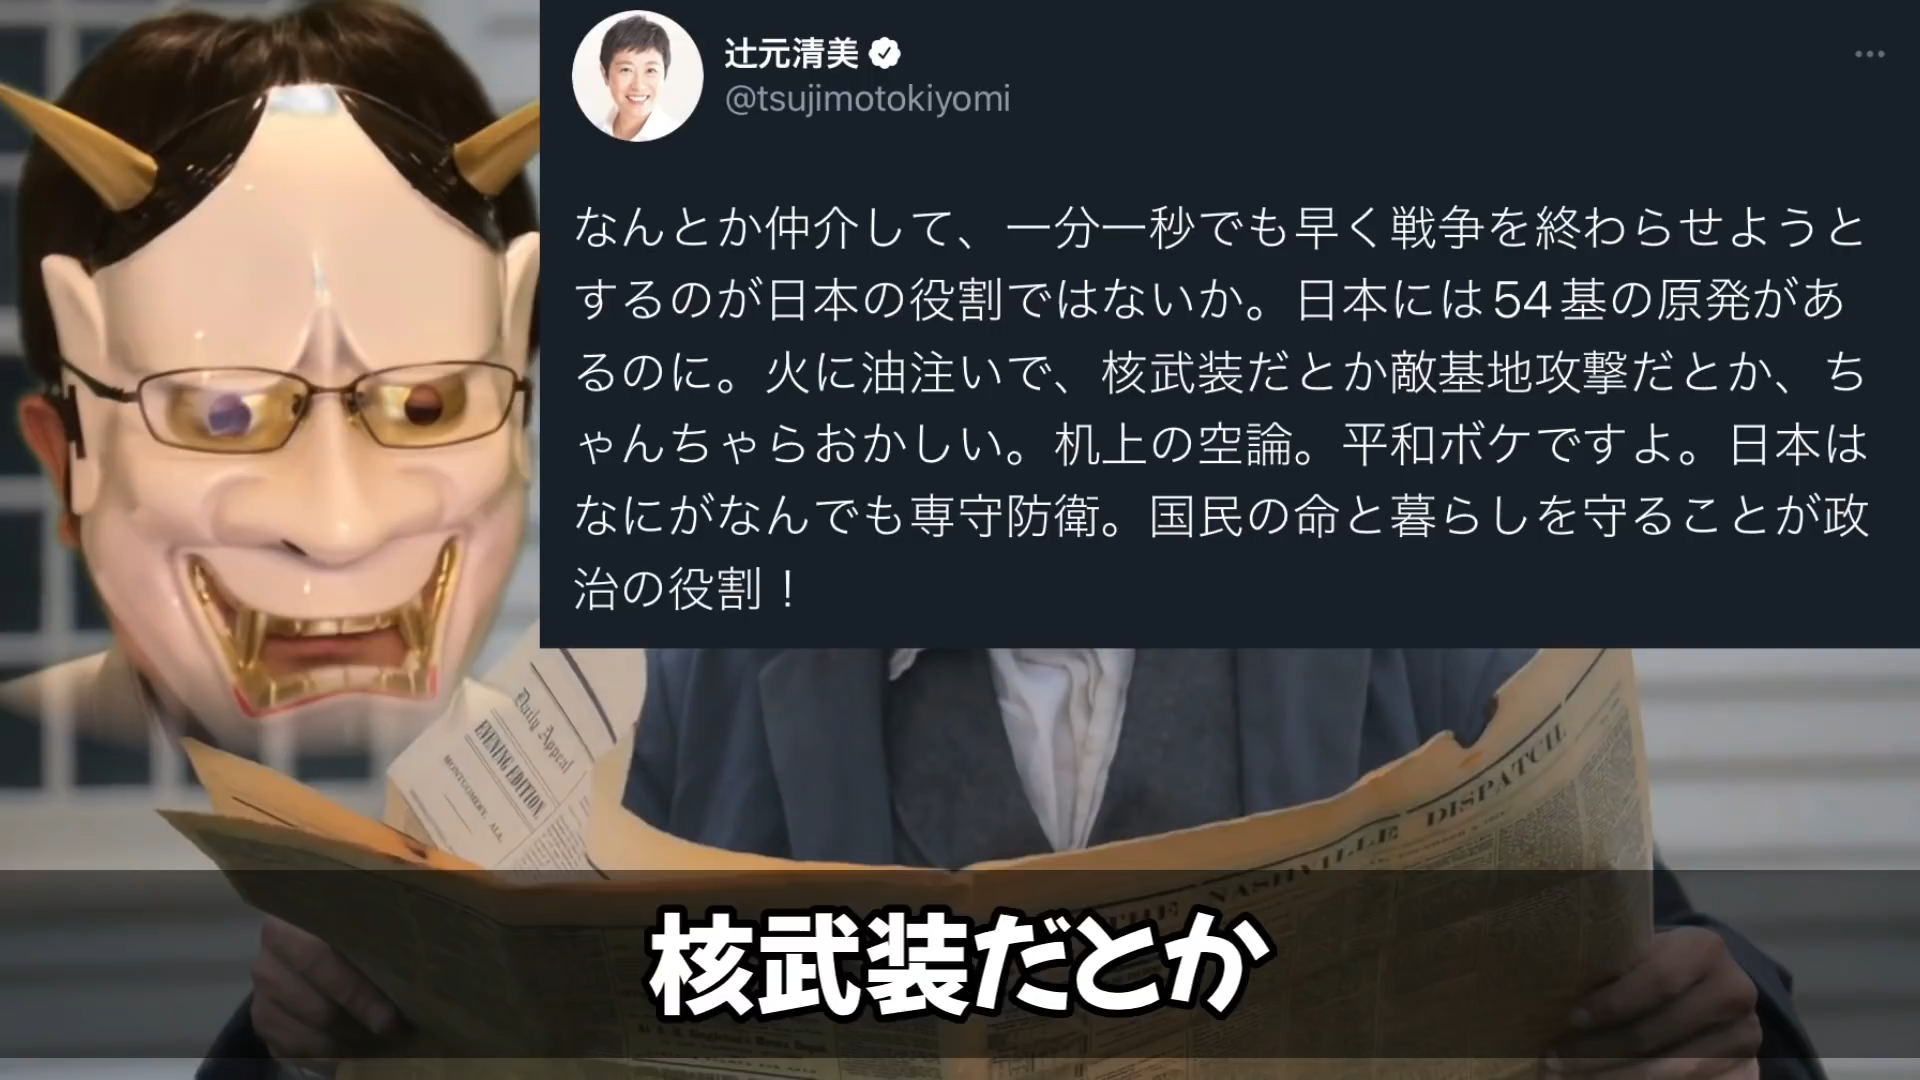 辻元清美
@tsujimotokiyomi
なんとか仲介して、一分一秒でも早く戦争を終わらせようと
するのが日本の役割ではないか。日本には54基の原発があ
るのに。火に油注いで、核武装だとか敵基地攻撃だとか、ち
ゃんちゃらおかしい。机上の空論。平和ボケですよ。日本は
なにがなんでも専守防衛。国民の命と暮らしを守ることが政
治の役割！
Daily Appeal
EVENING EDITION
MONTGOMERY, ALA.
THE NASHVILLE DISPATCH
核武装だとか